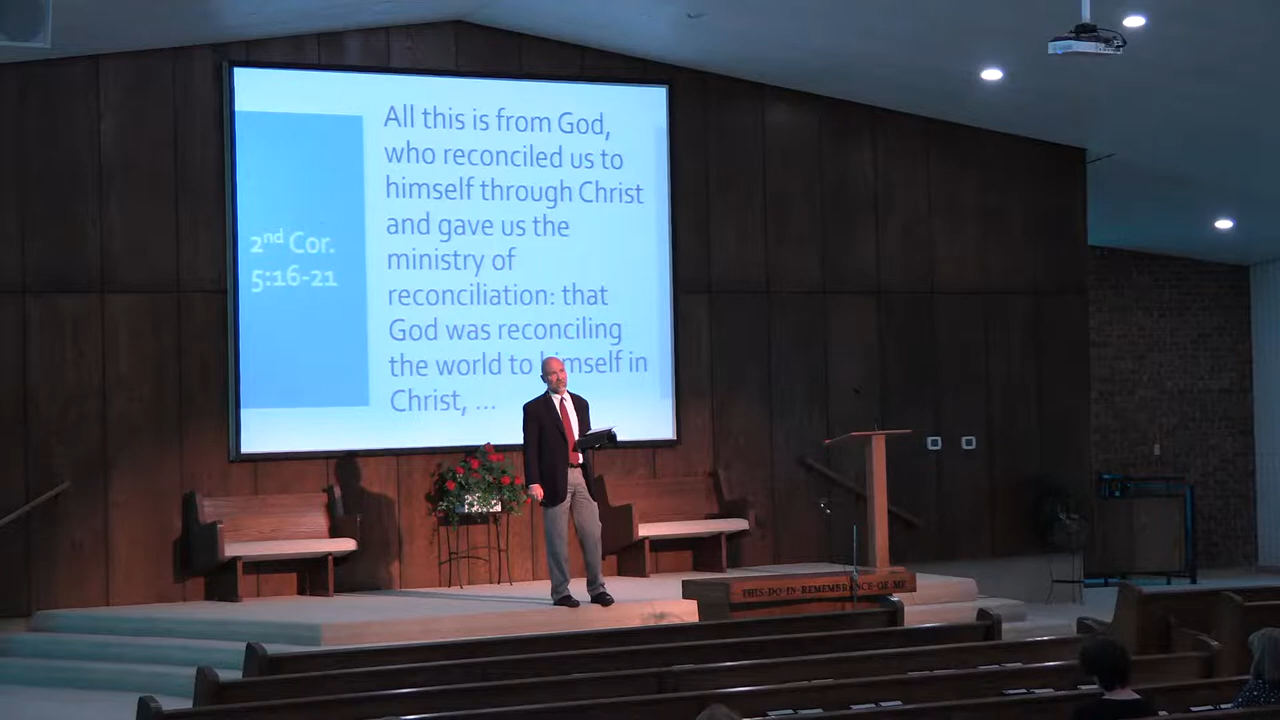 2nd Cor.
5:16-21
All this is from God,
who reconciled us to
himself through Christ
and gave us the
ministry of
reconciliation: that
God was reconciling
the world to himself in
Christ, ...
THIS-DO-IN-REMEMBRANCE-OF-ME